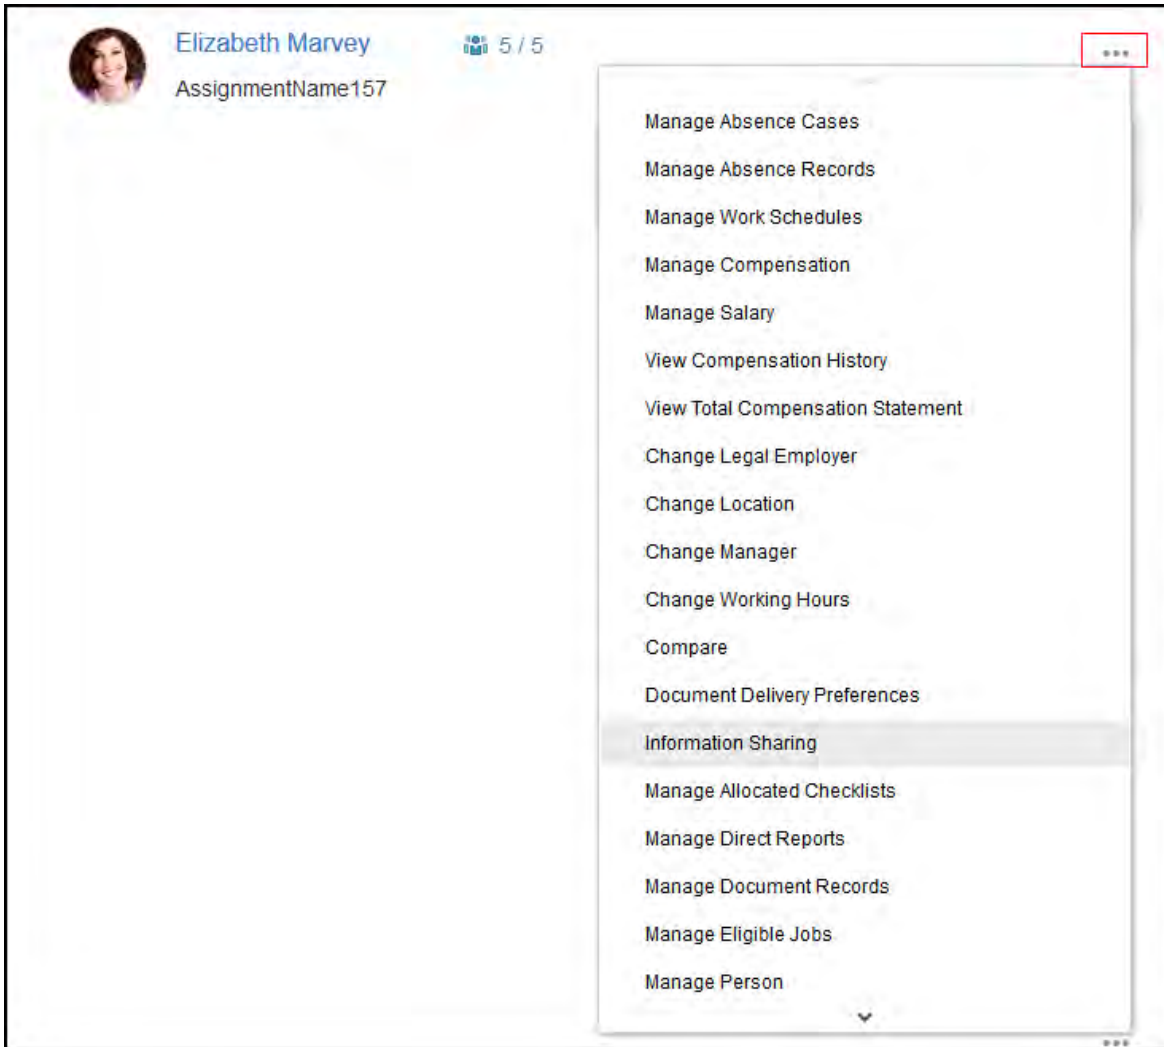 Elizabeth Marvey 5 / 5
AssignmentName157
Manage Absence Cases
Manage Absence Records
Manage Work Schedules
Manage Compensation
Manage Salary
View Compensation History
View Total Compensation Statement
Change Legal Employer
Change Location
Change Manager
Change Working Hours
Compare
Document Delivery Preferences
Information Sharing
Manage Allocated Checklists
Manage Direct Reports
Manage Document Records
Manage Eligible Jobs
Manage Person